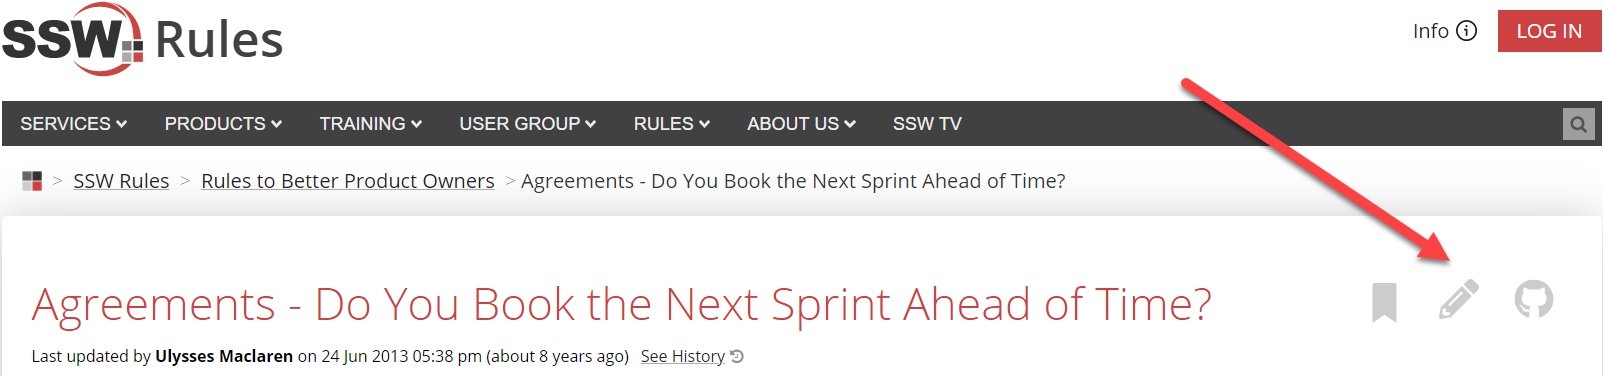 SSW Rules
Info
LOG IN
SERVICES PRODUCTS TRAINING USER GROUP RULES ABOUT US SSW TV
> SSW Rules > Rules to Better Product Owners > Agreements - Do You Book the Next Sprint Ahead of Time?
Agreements - Do You Book the Next Sprint Ahead of Time?
Last updated by Ulysses Maclaren on 24 Jun 2013 05:38 pm (about 8 years ago) See History